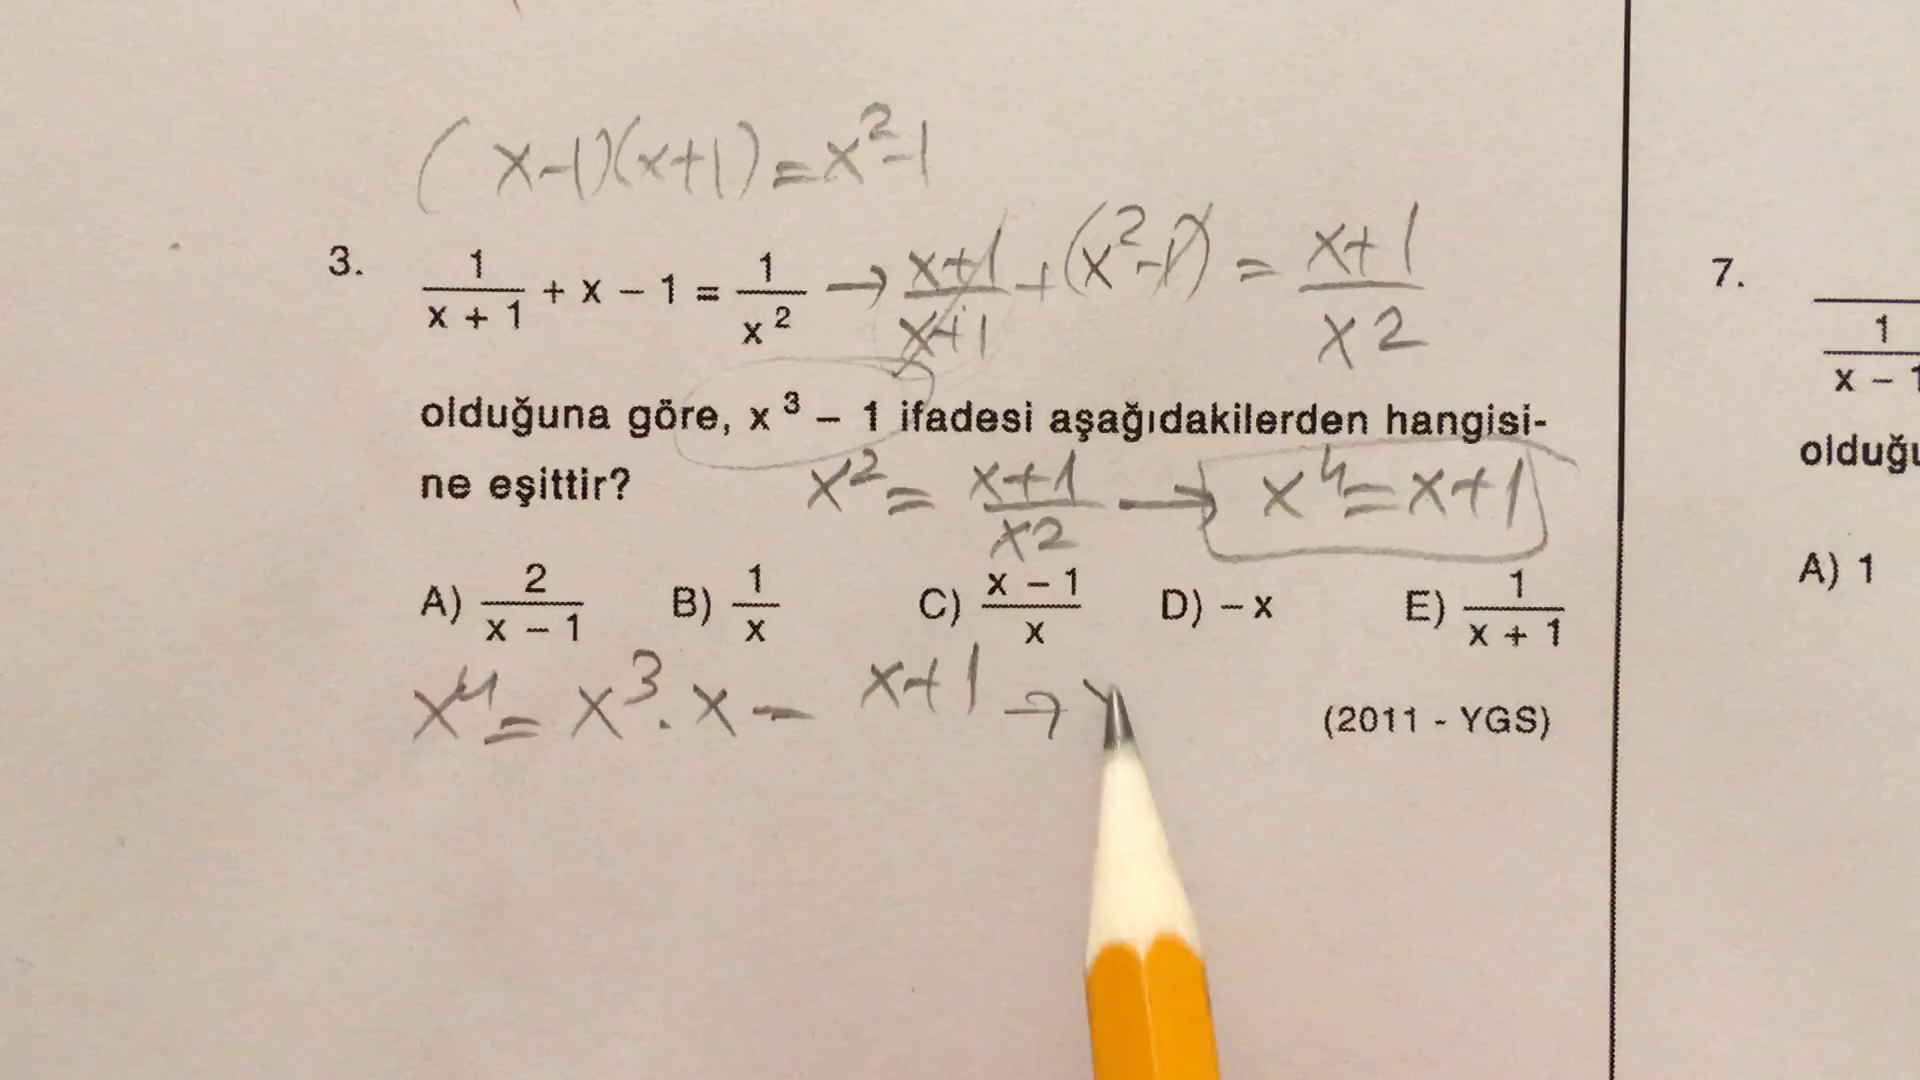 (x-1)(x+1)=x²-1
3. 1/(x + 1) + x - 1 = 1/x² → (x+1)/(x+1) + (x²-1) = (x+1)/x2
olduğuna göre, x³ - 1 ifadesi aşağıdakilerden hangisi-
ne eşittir?
x² = (x+1)/x2 → x⁴=x+1
A) 2/(x - 1) B) 1/x C) (x - 1)/x D) -x E) 1/(x + 1)
x⁴ = x³.x - x+1 →
(2011 - YGS)
7.
1
x - 1
olduğu
A) 1